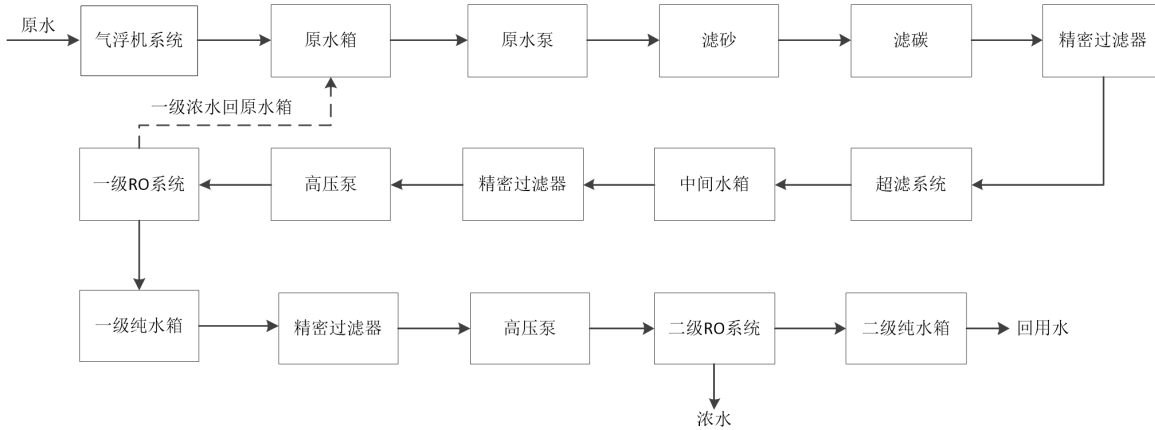 原水
气浮机系统
原水箱
原水泵
滤砂
滤碳
精密过滤器
一级浓水回原水箱
一级RO系统
高压泵
精密过滤器
中间水箱
超滤系统
一级纯水箱
精密过滤器
高压泵
二级RO系统
二级纯水箱
回用水
浓水